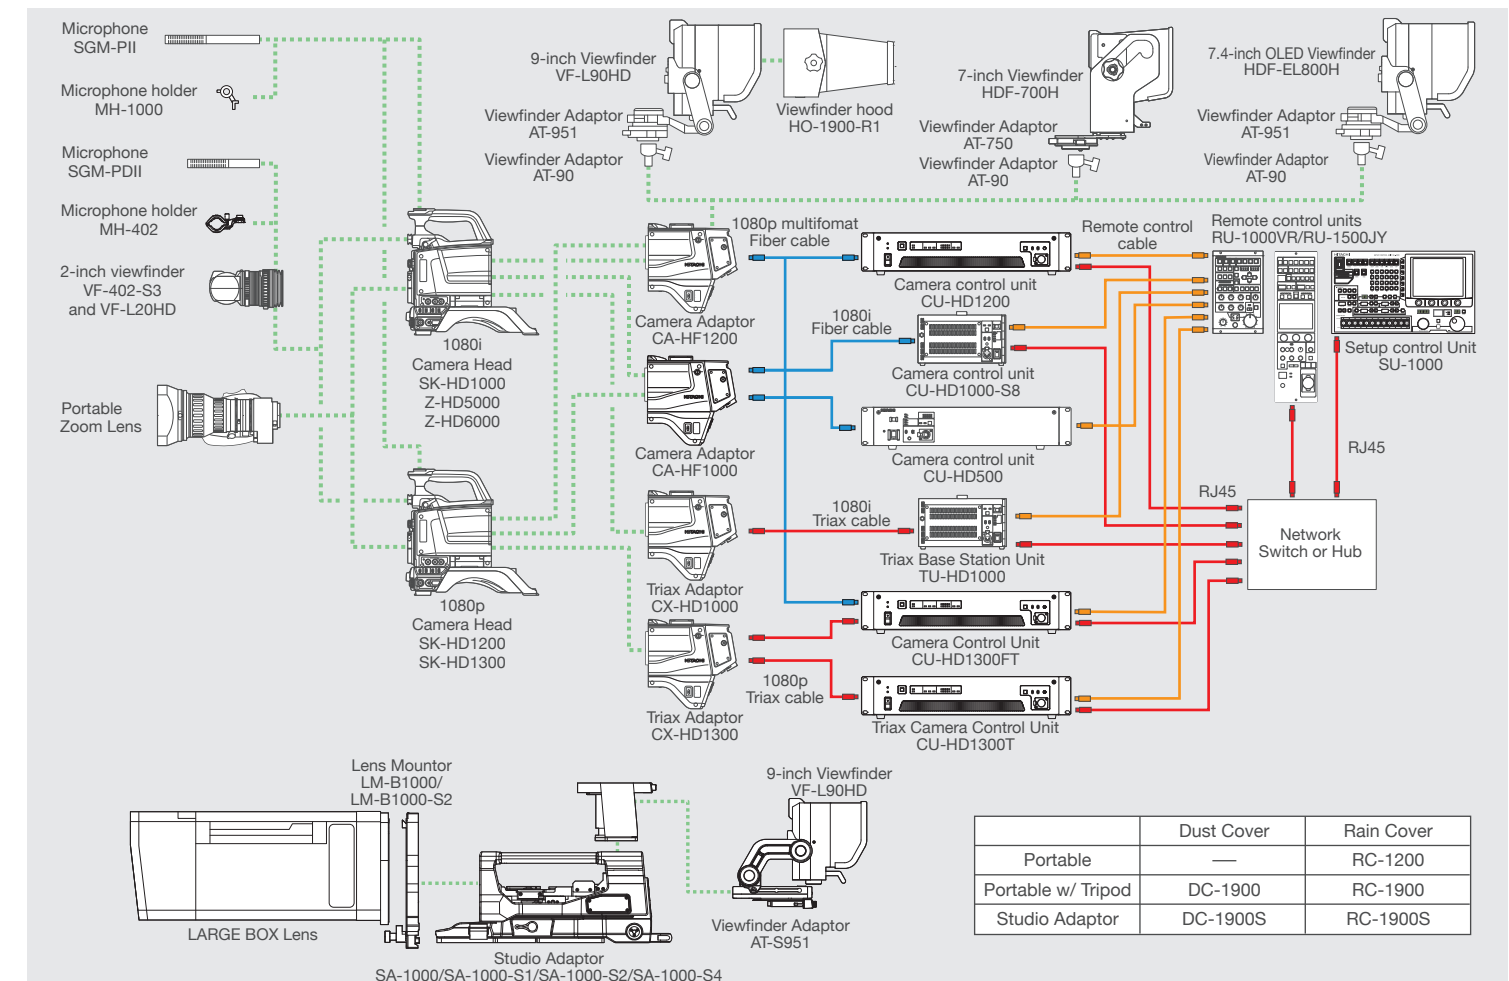 Microphone
SGM-PII
Microphone holder
MH-1000
Microphone
SGM-PDII
Microphone holder
MH-402
2-inch viewfinder
VF-402-S3
and VF-L20HD
Portable
Zoom Lens
9-inch Viewfinder
VF-L90HD
Viewfinder Adaptor
AT-951
Viewfinder Adaptor
AT-90
Viewfinder hood
HO-1900-R1
7-inch Viewfinder
HDF-700H
Viewfinder Adaptor
AT-750
Viewfinder Adaptor
AT-90
7.4-inch OLED Viewfinder
HDF-EL800H
Viewfinder Adaptor
AT-951
Viewfinder Adaptor
AT-90
1080i
Camera Head
SK-HD1000
Z-HD5000
Z-HD6000
1080p
Camera Head
SK-HD1200
SK-HD1300
Camera Adaptor
CA-HF1200
HITACHI
Camera Adaptor
CA-HF1000
HITACHI
Triax Adaptor
CX-HD1000
HITACHI
Triax Adaptor
CX-HD1300
1080p multifomat
Fiber cable
1080i
Fiber cable
1080i
Triax cable
1080p
Triax cable
Camera control unit
CU-HD1200
Camera control unit
CU-HD1000-S8
Camera control unit
CU-HD500
Triax Base Station Unit
TU-HD1000
Camera Control Unit
CU-HD1300FT
Triax Camera Control Unit
CU-HD1300T
Remote control
cable
Remote control units
RU-1000VR/RU-1500JY
Setup control Unit
SU-1000
RJ45
RJ45
Network
Switch or Hub
Lens Mountor
LM-B1000/
LM-B1000-S2
LARGE BOX Lens
Studio Adaptor
SA-1000/SA-1000-S1/SA-1000-S2/SA-1000-S4
9-inch Viewfinder
VF-L90HD
Viewfinder Adaptor
AT-S951
Dust Cover Rain Cover
Portable — RC-1200
Portable w/ Tripod DC-1900 RC-1900
Studio Adaptor DC-1900S RC-1900S